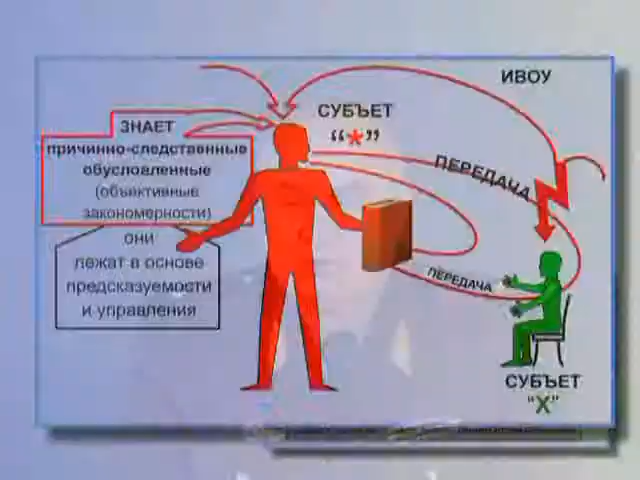 ИВОУ
СУБЪЕТ
“*”
ЗНАЕТ
причинно-следственные
обусловленные
(объективные
закономерности)
они
лежат в основе
предсказуемости
и управления
ПЕРЕДАЧА
ПЕРЕДАЧА
СУБЪЕТ
“Х”